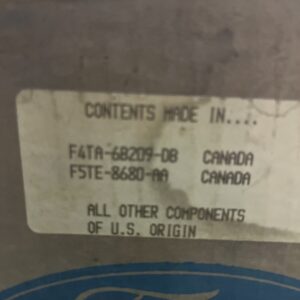 CONTENTS MADE IN....
F4TA-6B209-DB CANADA
F5TE-8680-AA CANADA
ALL OTHER COMPONENTS
OF U.S. ORIGIN